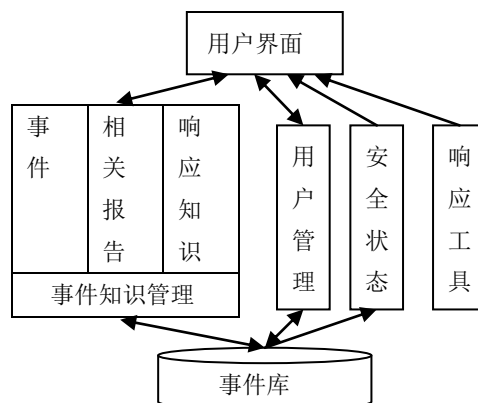 用户界面
事件
相关报告
响应知识
事件知识管理
用户管理
安全状态
响应工具
事件库